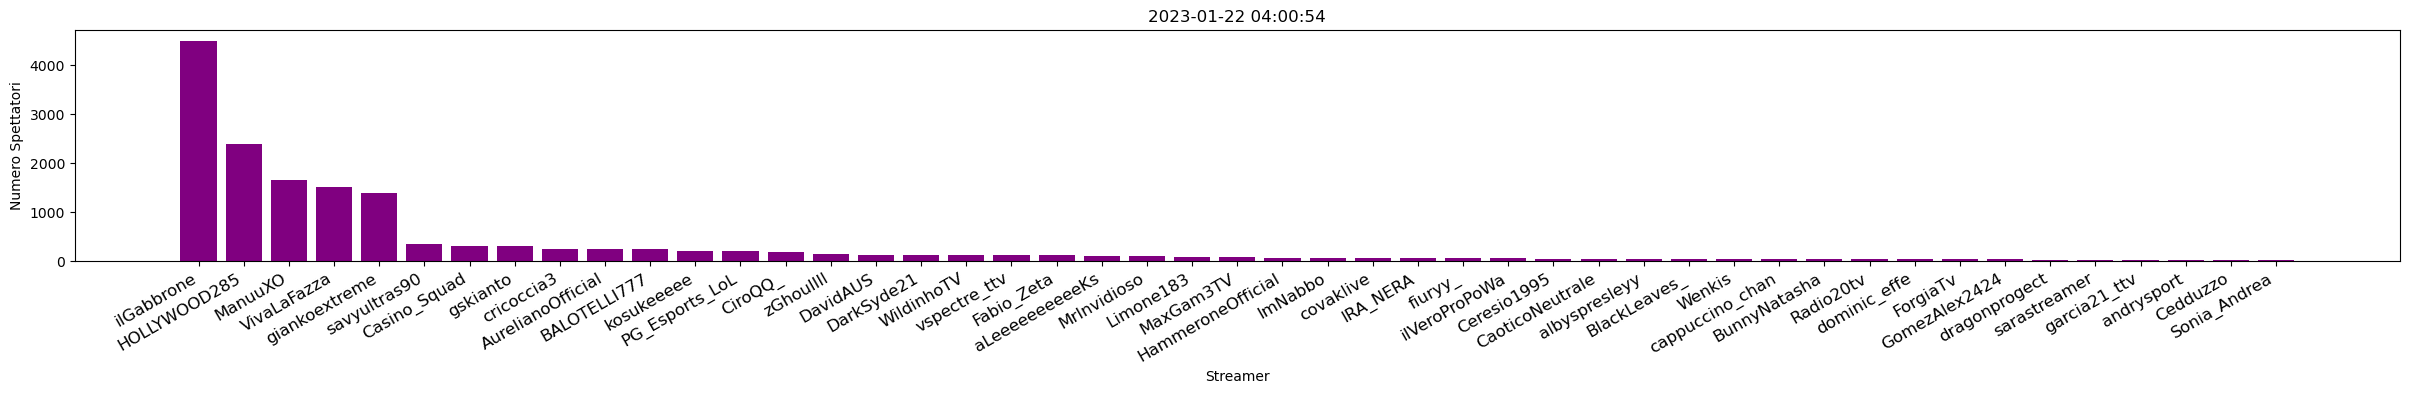 2023-01-22 04:00:54
Numero Spettatori
4000
3000
2000
1000
0
ilGabbrone
HOLLYWOOD285
ManuuXO
VivaLaFazza
giankoextreme
savyultras90
Casino_Squad
gskianto
cricoccia3
AurelianoOfficial
BALOTELLI777
kosukeeeee
PG_Esports_LoL
CiroQQ_
DavidAUS
DarkSyde21
WildinhoTV
vspectre_ttv
Fabio_Zeta
aLeeeeeeeeKs
MrInvidioso
Limone183
MaxGam3TV
HammeroneOfficial
ImNabbo
covaklive
IRA_NERA
fiuryy_
ilVeroProPoWa
Ceresio1995
CaoticoNeutrale
albyspresleyy
BlackLeaves_
Wenkis
cappuccino_chan
BunnyNatasha
Radio20tv
dominic_effe
ForgiaTv
GomezAlex2424
dragonprogect
sarastreamer
garcia21_ttv
andrysport
Cedduzzo
Sonia_Andrea
Streamer